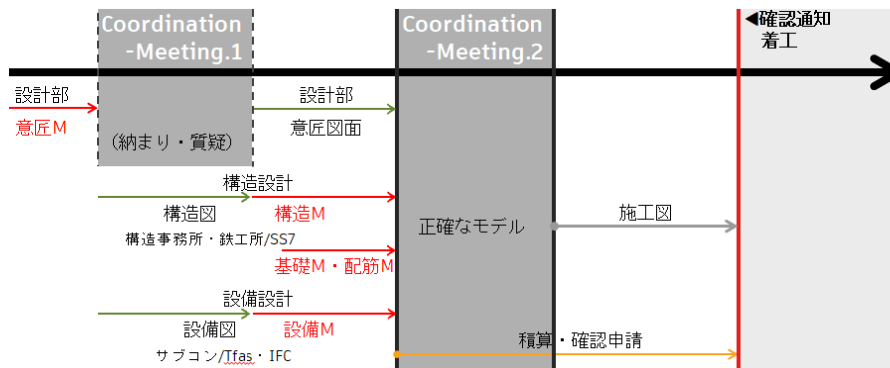 Coordination
-Meeting.1
Coordination
-Meeting.2
◀確認通知
着工
設計部
意匠M
(納まり・質疑)
設計部
意匠図面
構造設計
構造図
構造M
構造事務所・鉄工所/SS7
基礎M・配筋M
正確なモデル
施工図
設備設計
設備図
設備M
サブコン/Tfas・IFC
積算・確認申請